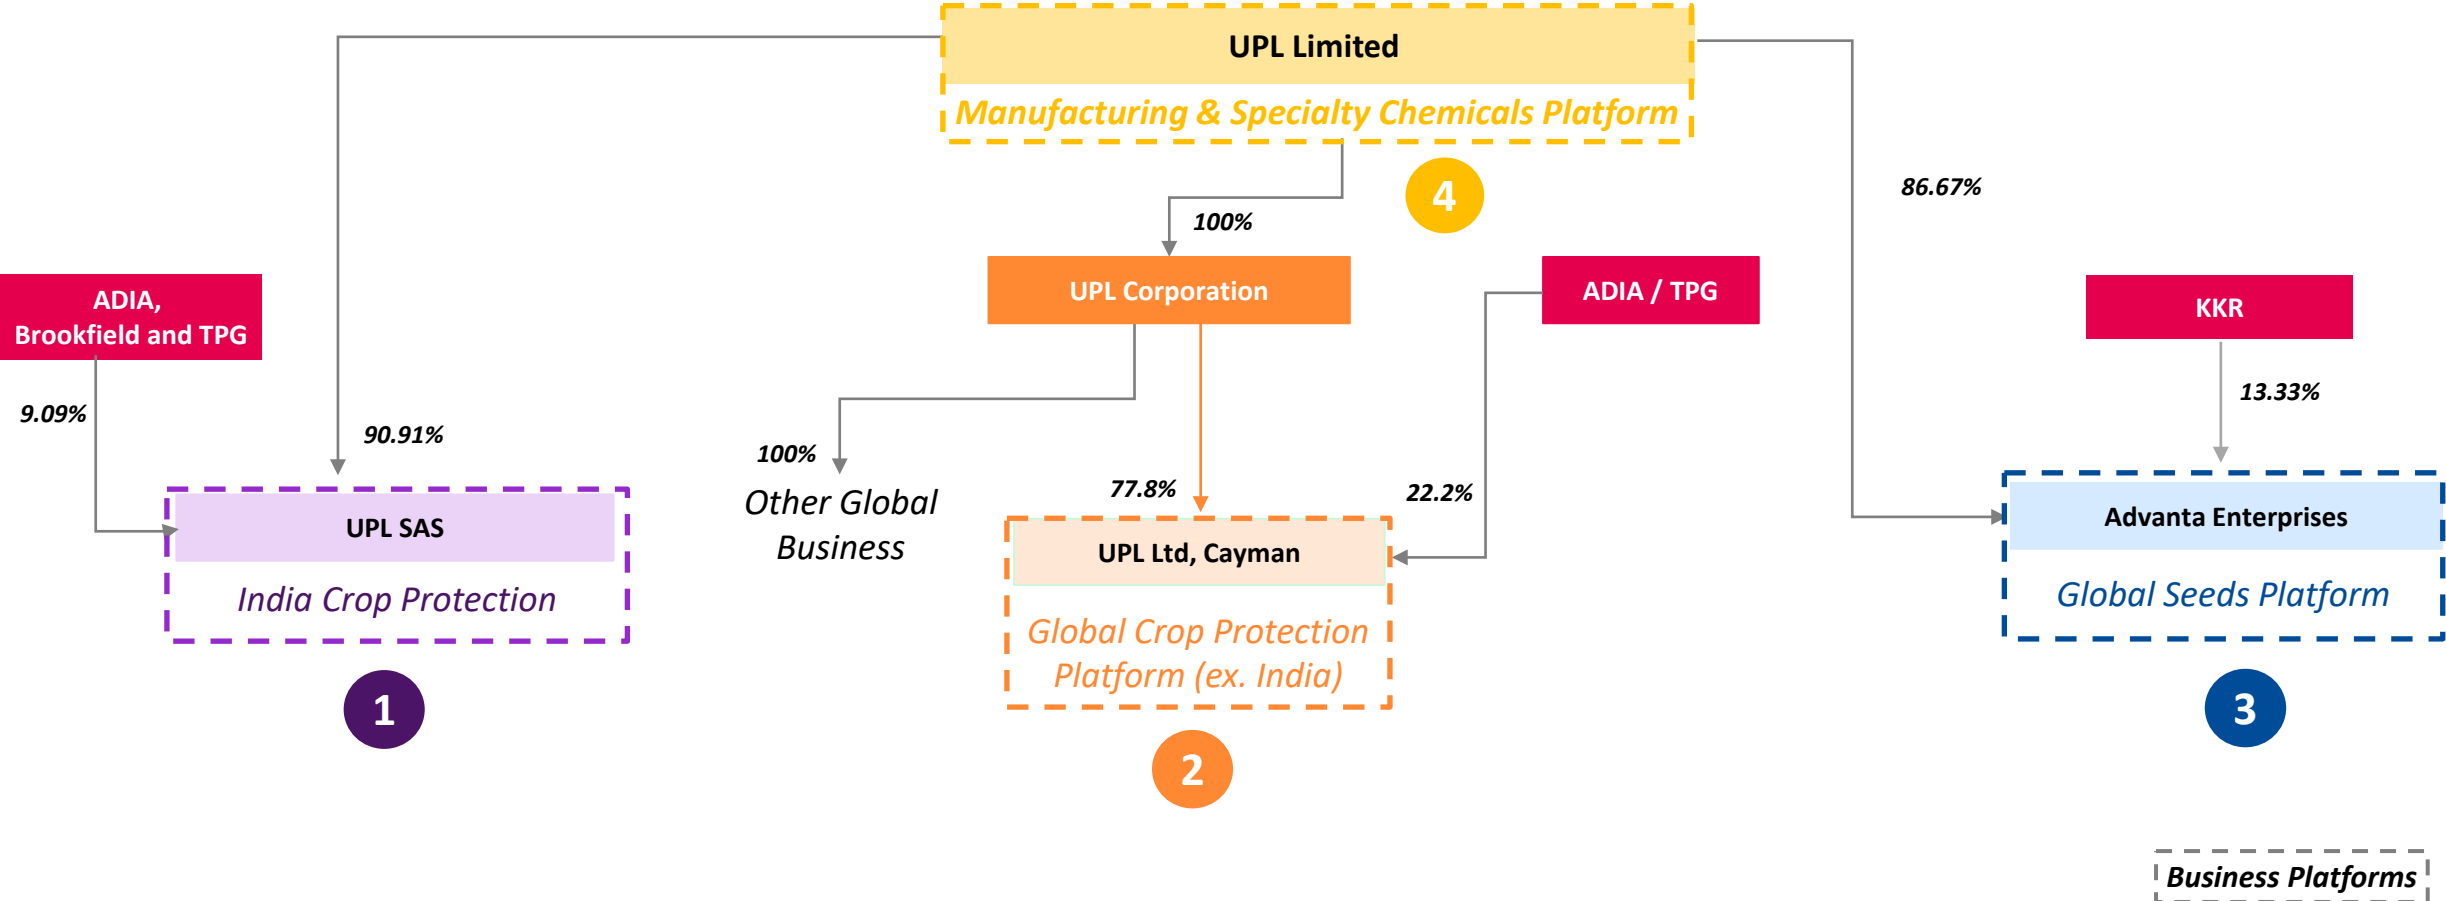 UPL Limited
Manufacturing & Specialty Chemicals Platform
4
86.67%
100%
ADIA,
Brookfield and TPG
UPL Corporation
ADIA / TPG
KKR
9.09%
90.91%
100%
77.8%
22.2%
13.33%
Other Global
Business
UPL SAS
India Crop Protection
1
UPL Ltd, Cayman
Global Crop Protection
Platform (ex. India)
2
Advanta Enterprises
Global Seeds Platform
3
Business Platforms